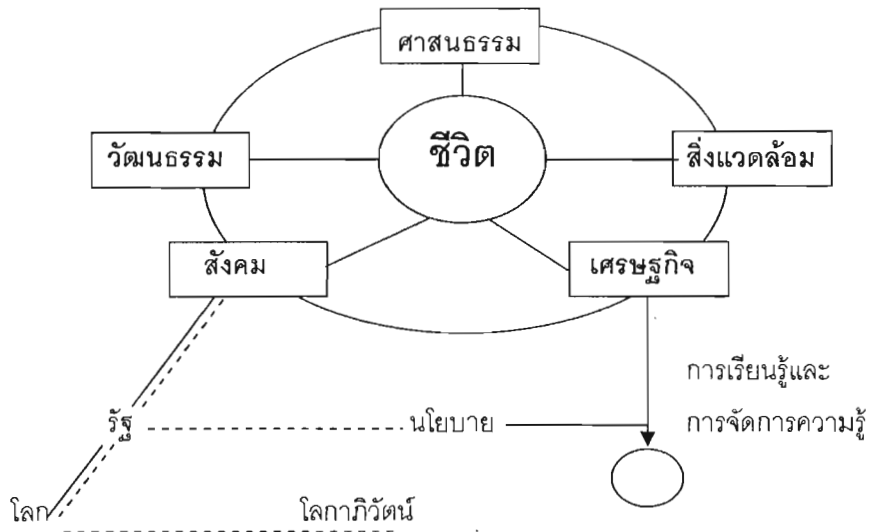 ศาสนธรรม
วัฒนธรรม
ชีวิต
สิ่งแวดล้อม
สังคม
เศรษฐกิจ
การเรียนรู้และ
รัฐ
นโยบาย
การจัดการความรู้
โลก
โลกาภิวัตน์